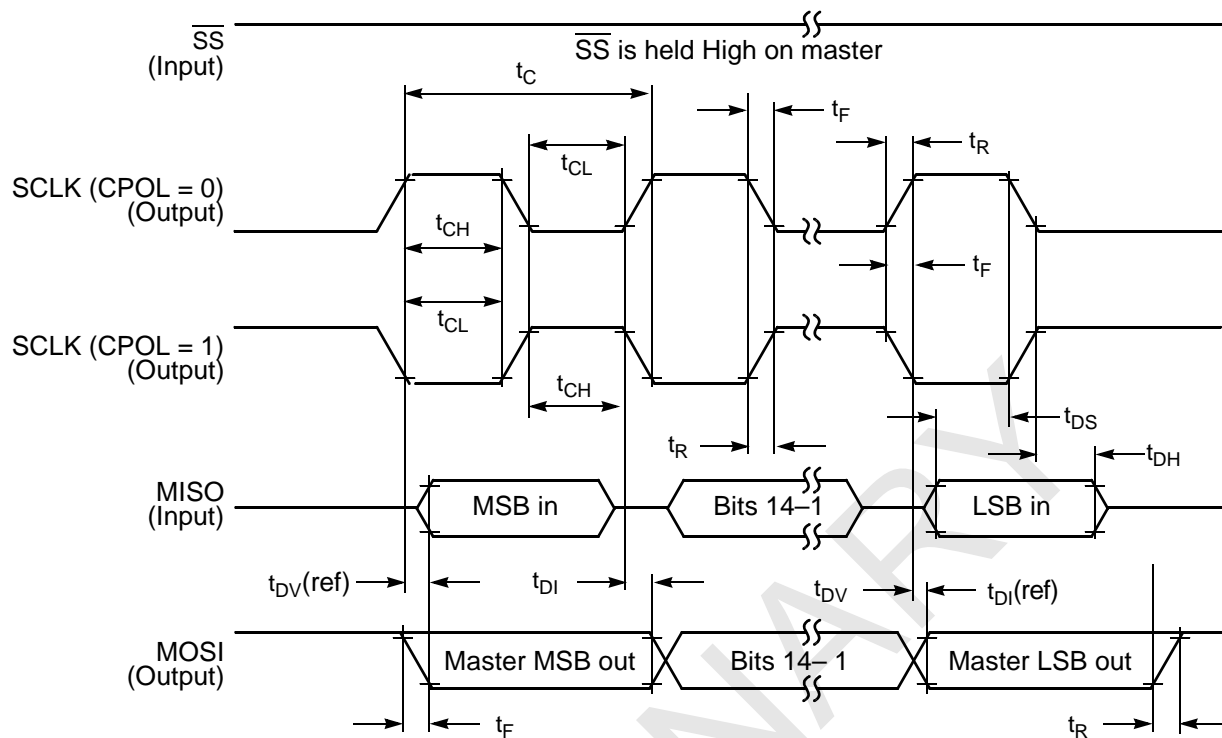 SS
(Input)
SS is held High on master
tC
tF
tR
tCL
SCLK (CPOL = 0)
(Output)
tCH
tF
tCL
SCLK (CPOL = 1)
(Output)
tCH
tDS
tR
tDH
MISO
(Input)
MSB in
Bits 14–1
LSB in
tDV(ref)
tDI
tDV
tDI(ref)
MOSI
(Output)
Master MSB out
Bits 14– 1
Master LSB out
tF
tR
NARY